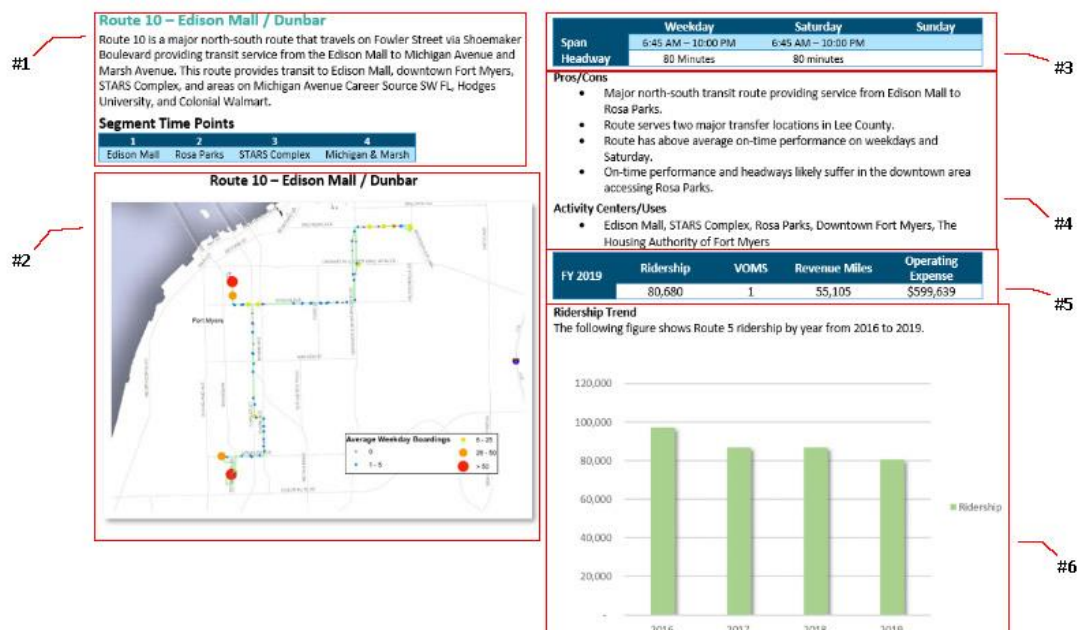 #1
Route 10 – Edison Mall / Dunbar
Route 10 is a major north-south route that travels on Fowler Street via Shoemaker
Boulevard providing transit service from the Edison Mall to Michigan Avenue and
Marsh Avenue. This route provides transit to Edison Mall, downtown Fort Myers,
STARS Complex, and areas on Michigan Avenue Career Source SW FL, Hodges
University, and Colonial Walmart.
Segment Time Points
1 2 3 4
Edison Mall Rosa Parks STARS Complex Michigan & Marsh
#2
Route 10 – Edison Mall / Dunbar
Fort Myers
Average Weekday Boardings
0
1 - 5
6 - 25
26 - 50
> 50
#3
Weekday Saturday Sunday
Span 6:45 AM – 10:00 PM 6:45 AM – 10:00 PM
Headway 80 Minutes 80 minutes
#4
Pros/Cons
• Major north-south transit route providing service from Edison Mall to
Rosa Parks.
• Route serves two major transfer locations in Lee County.
• Route has above average on-time performance on weekdays and
Saturday.
• On-time performance and headways likely suffer in the downtown area
accessing Rosa Parks.
Activity Centers/Uses
• Edison Mall, STARS Complex, Rosa Parks, Downtown Fort Myers, The
Housing Authority of Fort Myers
#5
FY 2019 Ridership VOMS Revenue Miles Operating
Expense
80,680 1 55,105 $599,639
#6
Ridership Trend
The following figure shows Route 5 ridership by year from 2016 to 2019.
120,000
100,000
80,000
60,000
40,000
20,000
-
2016 2017 2018 2019
Ridership